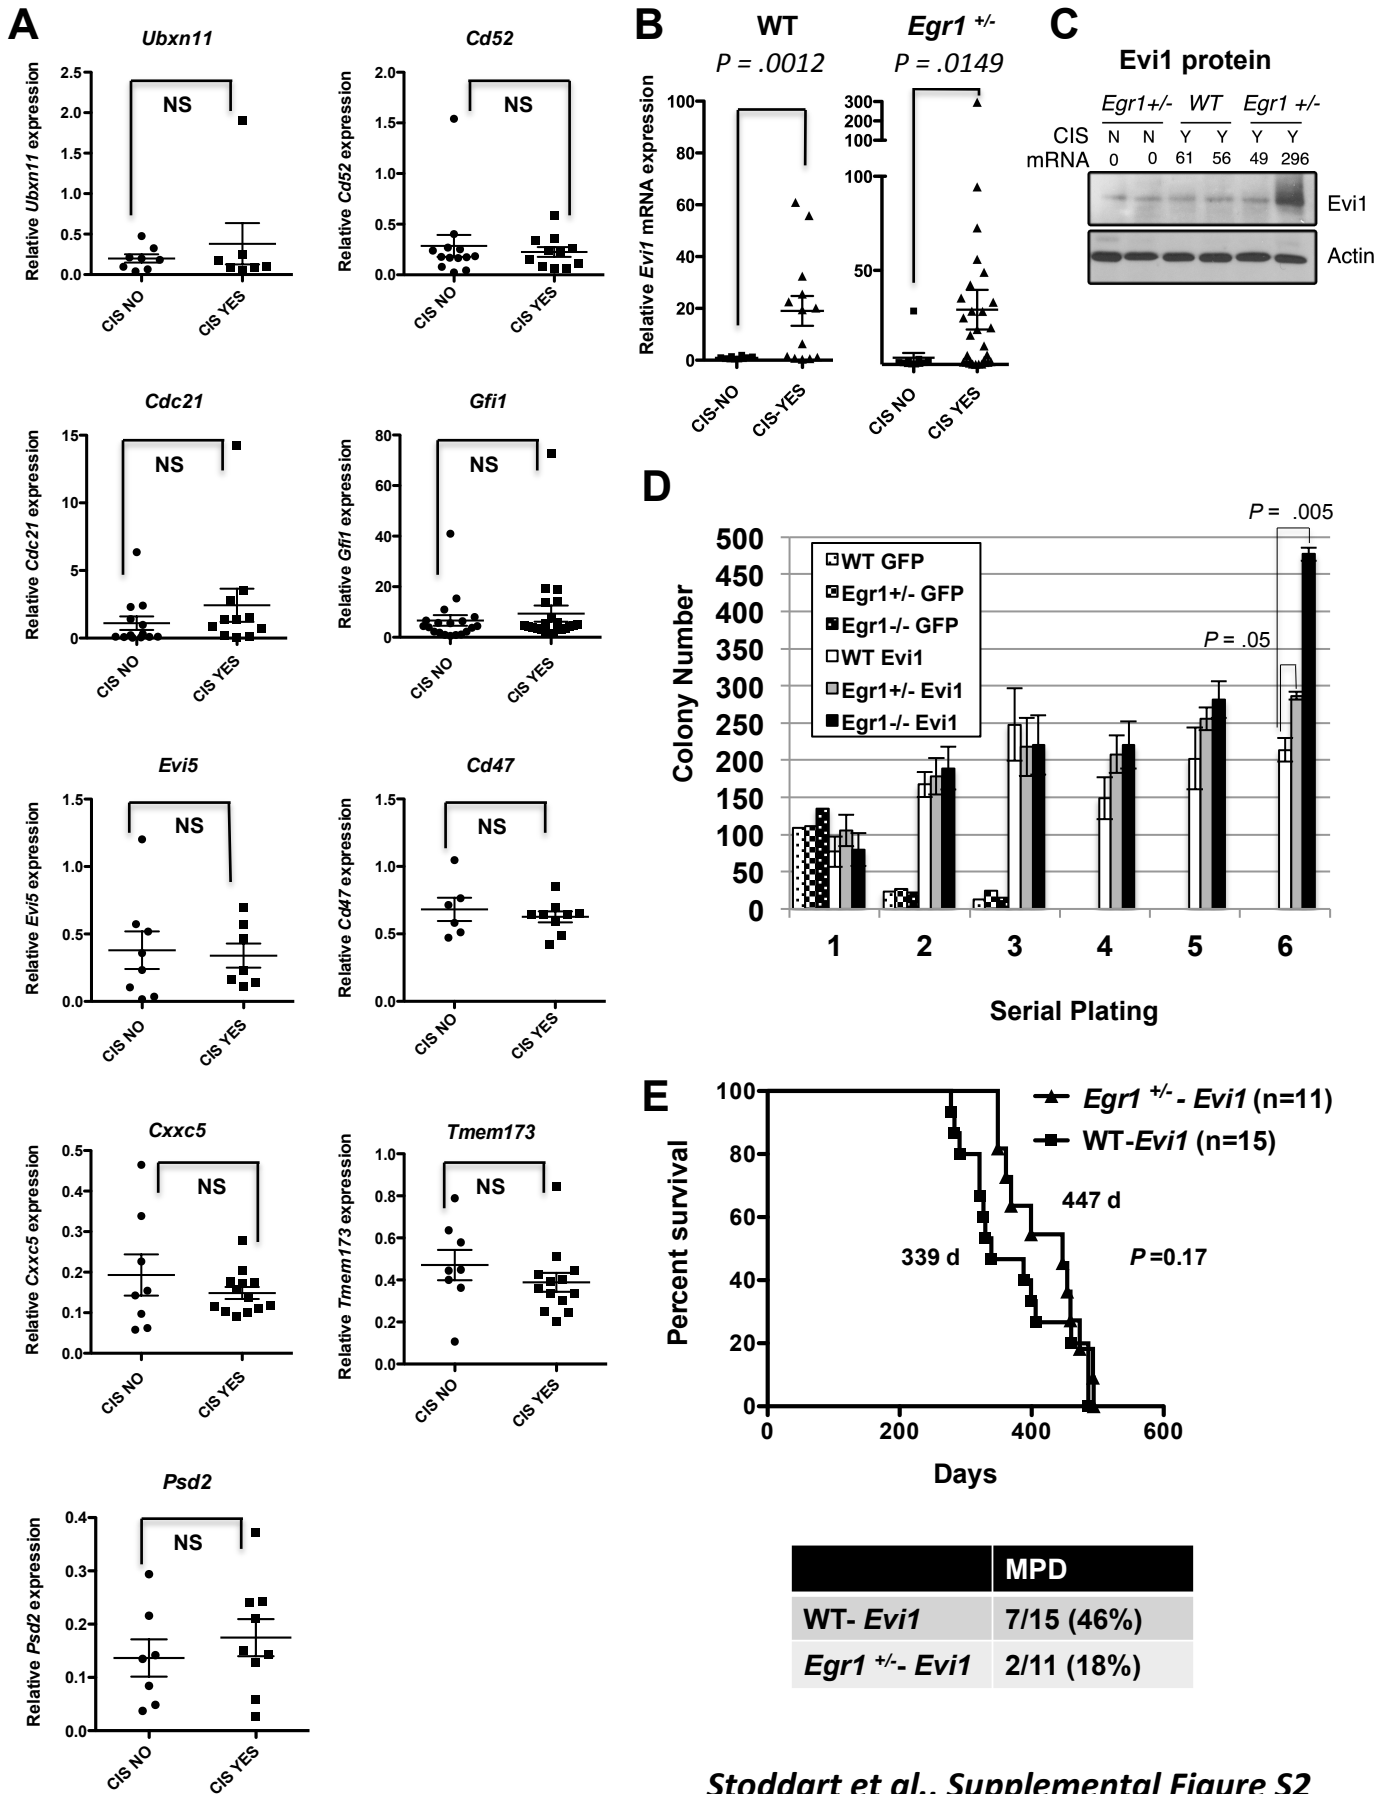 A
Ubxn11
Relative Ubxn11 expression
2.5
2.0
1.5
1.0
0.5
0.0
NS
CIS NO
CIS YES
Cd52
Relative Cd52 expression
2.0
1.5
1.0
0.5
0.0
NS
CIS NO
CIS YES
Cdc21
Relative Cdc21 expression
15
10
5
0
NS
CIS NO
CIS YES
Gfi1
Relative Gfi1 expression
80
60
40
20
0
NS
CIS NO
CIS YES
Evi5
Relative Evi5 expression
1.5
1.0
0.5
0.0
NS
CIS NO
CIS YES
Cd47
Relative Cd47 expression
1.5
1.0
0.5
0.0
NS
CIS NO
CIS YES
Cxxc5
Relative Cxxc5 expression
0.5
0.4
0.3
0.2
0.1
0.0
NS
CIS NO
CIS YES
Tmem173
Relative Tmem173 expression
1.0
0.8
0.6
0.4
0.2
0.0
NS
CIS NO
CIS YES
Psd2
Relative Psd2 expression
0.4
0.3
0.2
0.1
0.0
NS
CIS NO
CIS YES
B
WT
P = .0012
Relative Evi1 mRNA expression
100
80
60
40
20
0
CIS-NO
CIS-YES
Egr1 +/-
P = .0149
300
200
100
100
50
CIS NO
CIS YES
C
Evi1 protein
Egr1+/- WT Egr1 +/-
CIS N N Y Y Y Y
mRNA 0 0 61 56 49 296
Evi1
Actin
D
Colony Number
500
450
400
350
300
250
200
150
100
50
0
WT GFP
Egr1+/- GFP
Egr1-/- GFP
WT Evi1
Egr1+/- Evi1
Egr1-/- Evi1
P = .05
P = .005
1 2 3 4 5 6
Serial Plating
E
Percent survival
100
80
60
40
20
0
Egr1 +/- - Evi1 (n=11)
WT-Evi1 (n=15)
447 d
339 d
P=0.17
0 200 400 600
Days
MPD
WT- Evi1 7/15 (46%)
Egr1 +/-- Evi1 2/11 (18%)
Stoddart et al., Supplemental Figure S2